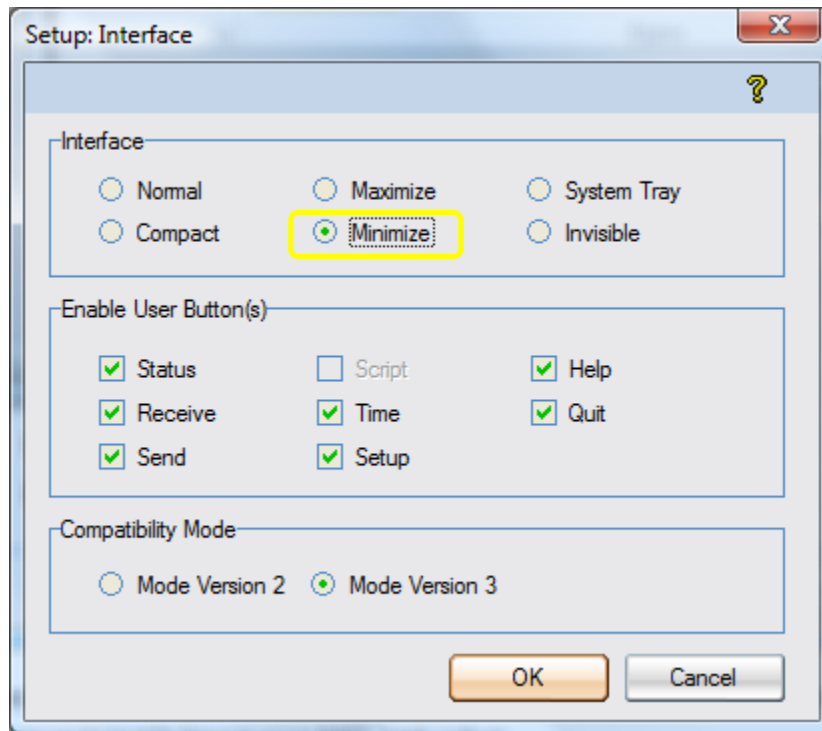 Setup: Interface
Interface
Normal Maximize System Tray
Compact Minimize Invisible
Enable User Button(s)
Status Script Help
Receive Time Quit
Send Setup
Compatibility Mode
Mode Version 2 Mode Version 3
OK Cancel